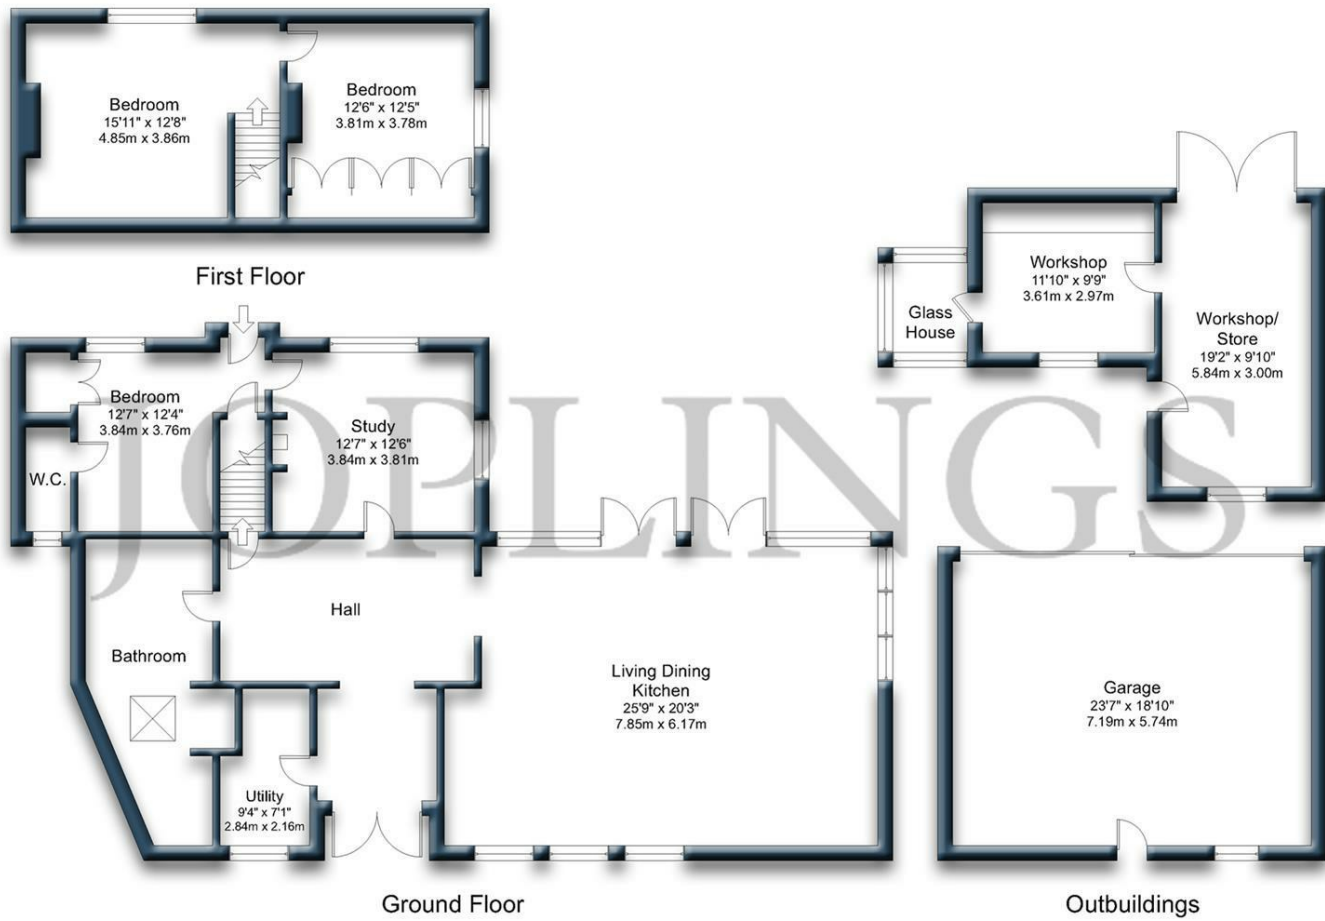 Bedroom
15'11" x 12'8"
4.85m x 3.86m
Bedroom
12'6" x 12'5"
3.81m x 3.78m
First Floor
Bedroom
12'7" x 12'4"
3.84m x 3.76m
W.C.
Study
12'7" x 12'6"
3.84m x 3.81m
JOPLINGS
Hall
Bathroom
Living Dining
Kitchen
25'9" x 20'3"
7.85m x 6.17m
Utility
9'4" x 7'1"
2.84m x 2.16m
Ground Floor
Workshop
11'10" x 9'9"
3.61m x 2.97m
Glass
House
Workshop/
Store
19'2" x 9'10"
5.84m x 3.00m
Garage
23'7" x 18'10"
7.19m x 5.74m
Outbuildings